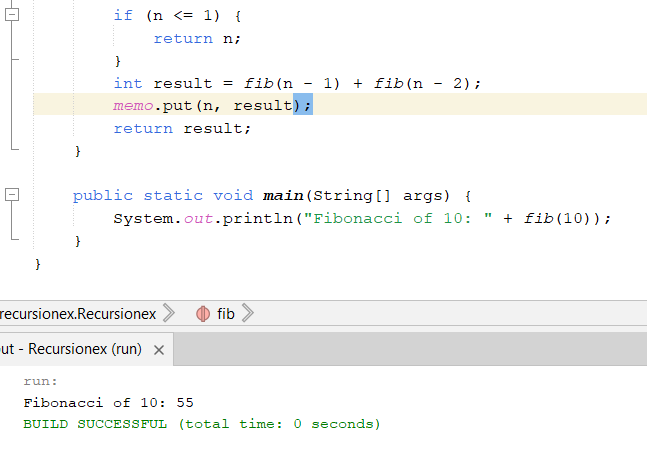 if (n <= 1) {
return n;
}
int result = fib(n - 1) + fib(n - 2);
memo.put(n, result);
return result;
}
public static void main(String[] args) {
System.out.println("Fibonacci of 10: " + fib(10));
}
}
recursionex.Recursionex fib
ut - Recursionex (run) ×
run:
Fibonacci of 10: 55
BUILD SUCCESSFUL (total time: 0 seconds)